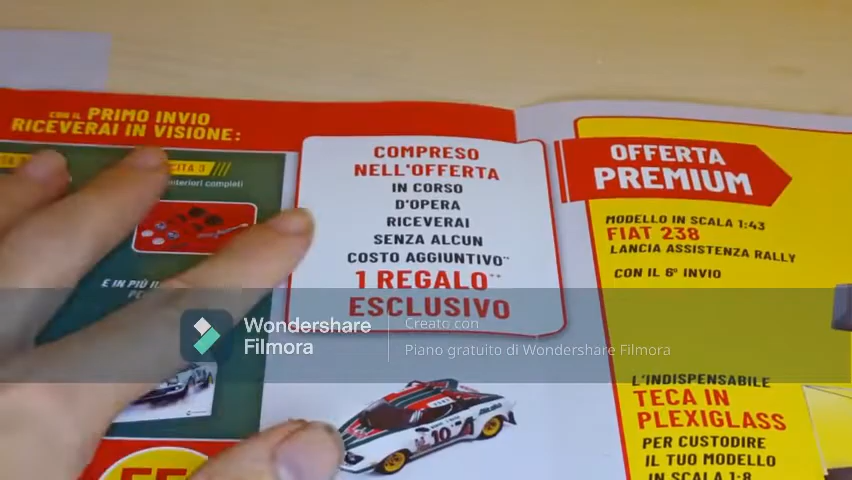 CON IL PRIMO INVIO
RICEVERAI IN VISIONE:
CITA 3
interiori completi
E IN PIÙ I
COMPRESO
NELL'OFFERTA
IN CORSO
D'OPERA
RICEVERAI
SENZA ALCUN
COSTO AGGIUNTIVO**
1 REGALO**
ESCLUSIVO
10
OFFERTA
PREMIUM
MODELLO IN SCALA 1:43
FIAT 238
LANCIA ASSISTENZA RALLY
CON IL 6° INVIO
L'INDISPENSABILE
TECA IN
PLEXIGLASS
PER CUSTODIRE
IL TUO MODELLO
IN SCALA 1:8
Wondershare
Filmora
Creato con
Piano gratuito di Wondershare Filmora